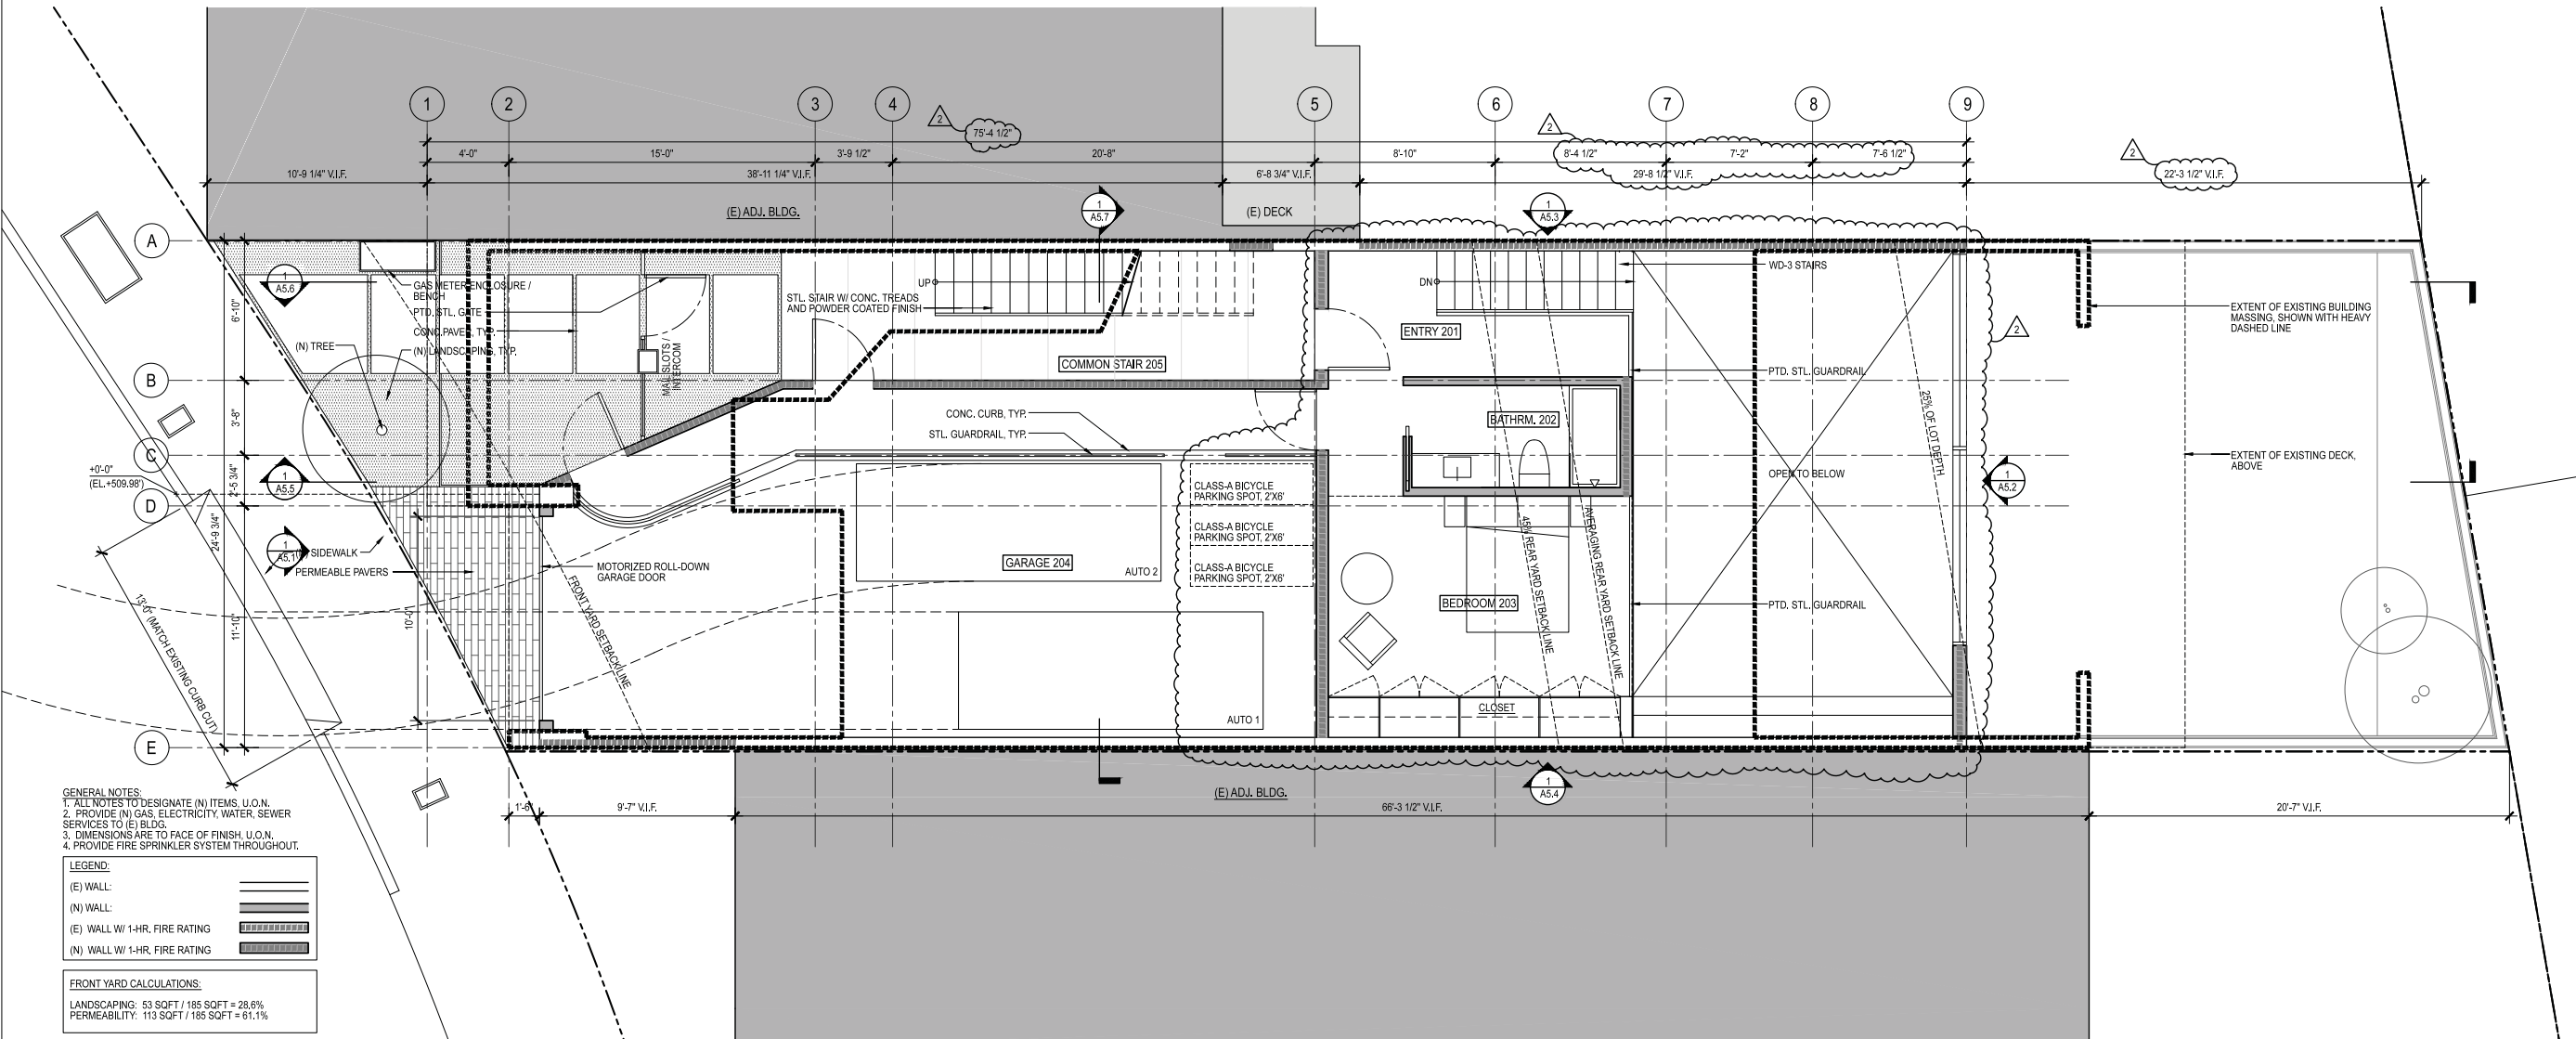 1
2
3
4
5
6
7
8
9
2
75'-4 1/2"
2
2
4'-0"
15'-0"
3'-9 1/2"
20'-8"
8'-10"
8'-4 1/2"
7'-2"
7'-6 1/2"
10'-9 1/4" V.I.F.
38'-11 1/4" V.I.F.
6'-8 3/4" V.I.F.
29'-8 1/2" V.I.F.
22'-3 1/2" V.I.F.
(E) ADJ. BLDG.
1
A5.7
(E) DECK
1
A5.3
A
B
C
D
E
6'-10"
3'-8"
2'-5 3/4"
24'-9 3/4"
11'-10"
1
A5.6
GAS METER ENCLOSURE /
BENCH
PTD. STL. GATE
CONC.PAVER, TYP.
(N) LANDSCAPING, TYP.
(N) TREE
MAIL SLOTS /
INTERCOM
STL. STAIR W/ CONC. TREADS
AND POWDER COATED FINISH
UP
COMMON STAIR 205
DN
WD-3 STAIRS
ENTRY 201
PTD. STL. GUARDRAIL
BATHRM. 202
25% OF LOT DEPTH
OPEN TO BELOW
2
EXTENT OF EXISTING BUILDING
MASSING, SHOWN WITH HEAVY
DASHED LINE
EXTENT OF EXISTING DECK,
ABOVE
1
A5.2
CONC. CURB, TYP.
STL. GUARDRAIL, TYP.
CLASS-A BICYCLE
PARKING SPOT, 2'X6'
CLASS-A BICYCLE
PARKING SPOT, 2'X6'
CLASS-A BICYCLE
PARKING SPOT, 2'X6'
+0'-0"
(EL.+509.98')
1
A5.5
1
A5.1
SIDEWALK
PERMEABLE PAVERS
MOTORIZED ROLL-DOWN
GARAGE DOOR
10'-0"
13'-0" (MATCH EXISTING CURB CUT)
FRONT YARD SETBACK LINE
GARAGE 204
AUTO 2
AUTO 1
BEDROOM 203
45% REAR YARD SETBACK LINE
AVERAGING REAR YARD SETBACK LINE
PTD. STL. GUARDRAIL
CLOSET
1'-6"
9'-7" V.I.F.
(E) ADJ. BLDG.
1
A5.4
66'-3 1/2" V.I.F.
20'-7" V.I.F.
GENERAL NOTES:
1. ALL NOTES TO DESIGNATE (N) ITEMS, U.O.N.
2. PROVIDE (N) GAS, ELECTRICITY, WATER, SEWER
SERVICES TO (E) BLDG.
3. DIMENSIONS ARE TO FACE OF FINISH, U.O.N.
4. PROVIDE FIRE SPRINKLER SYSTEM THROUGHOUT.
LEGEND:
(E) WALL:
(N) WALL:
(E) WALL W/ 1-HR. FIRE RATING
(N) WALL W/ 1-HR. FIRE RATING
FRONT YARD CALCULATIONS:
LANDSCAPING: 53 SQFT / 185 SQFT = 28.6%
PERMEABILITY: 113 SQFT / 185 SQFT = 61.1%